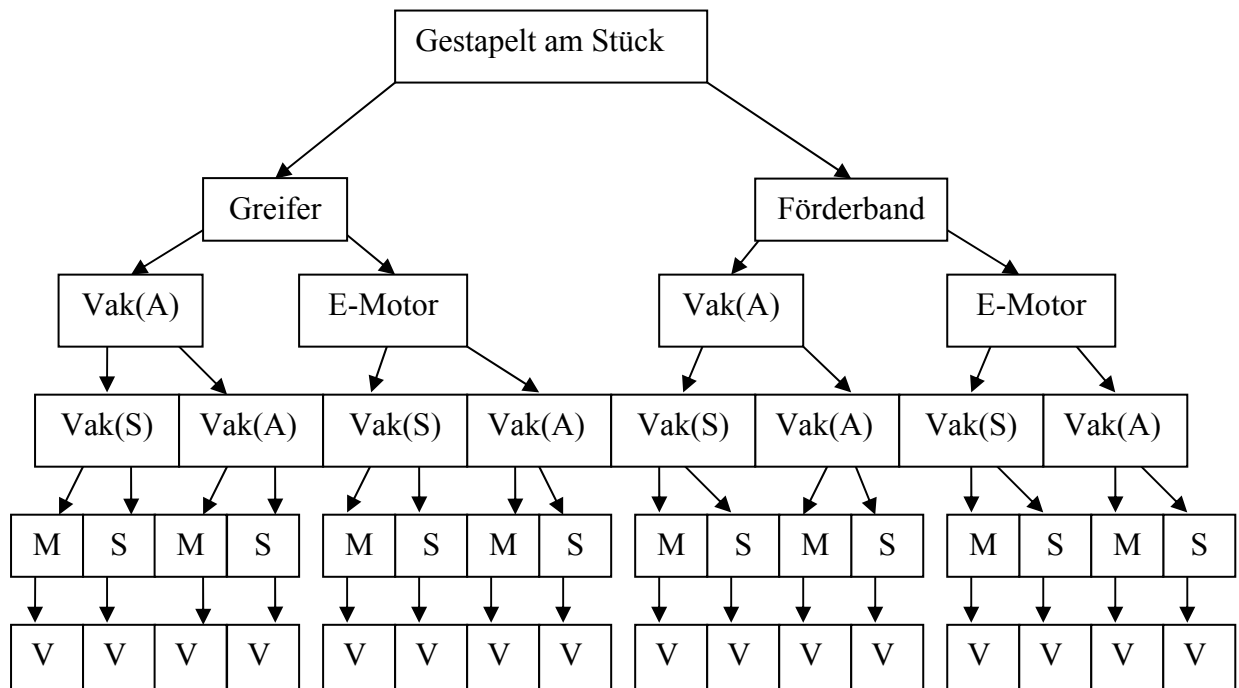 Gestapelt am Stück
Greifer Förderband
Vak(A) E-Motor Vak(A) E-Motor
Vak(S) Vak(A) Vak(S) Vak(A) Vak(S) Vak(A) Vak(S) Vak(A)
M S M S M S M S M S M S M S M S
V V V V V V V V V V V V V V V V